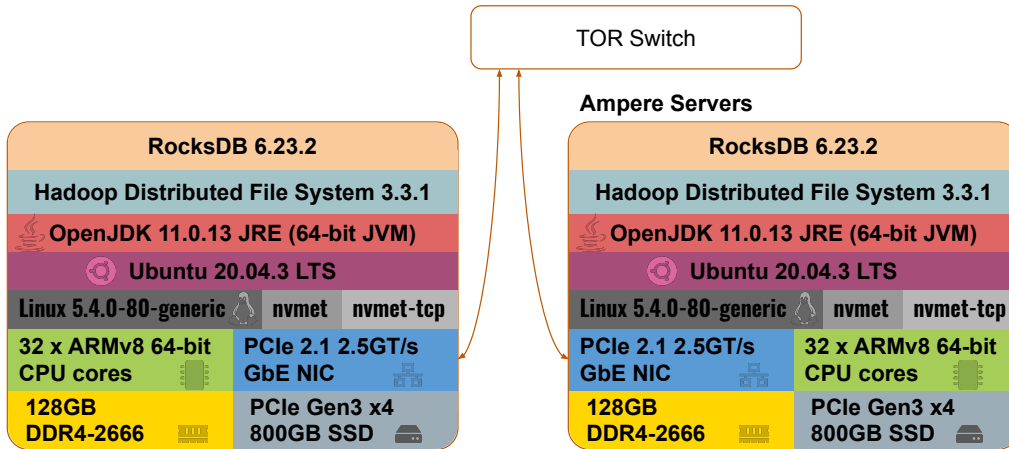 TOR Switch
Ampere Servers
RocksDB 6.23.2
Hadoop Distributed File System 3.3.1
OpenJDK 11.0.13 JRE (64-bit JVM)
Ubuntu 20.04.3 LTS
Linux 5.4.0-80-generic nvmet nvmet-tcp
32 x ARMv8 64-bit
CPU cores
PCIe 2.1 2.5GT/s
GbE NIC
128GB
DDR4-2666
PCIe Gen3 x4
800GB SSD
RocksDB 6.23.2
Hadoop Distributed File System 3.3.1
OpenJDK 11.0.13 JRE (64-bit JVM)
Ubuntu 20.04.3 LTS
Linux 5.4.0-80-generic nvmet nvmet-tcp
PCIe 2.1 2.5GT/s
GbE NIC
32 x ARMv8 64-bit
CPU cores
128GB
DDR4-2666
PCIe Gen3 x4
800GB SSD